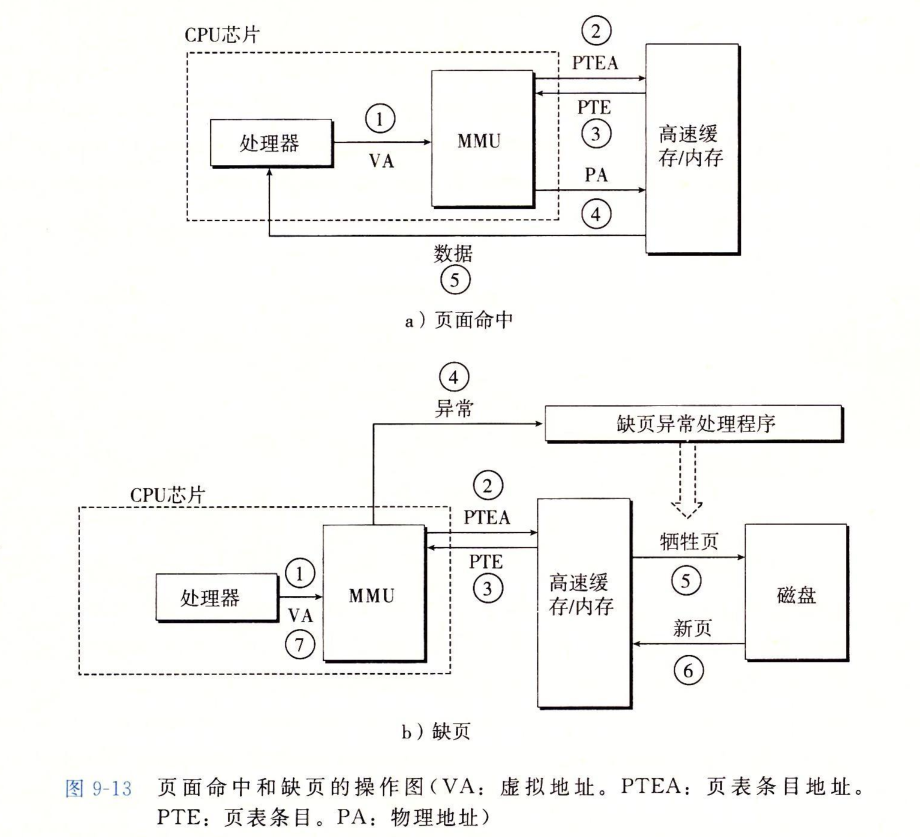 CPU芯片
②
PTEA
①
处理器
VA
MMU
PTE
③
高速缓
存/内存
PA
④
数据
⑤
a）页面命中
④
异常
缺页异常处理程序
CPU芯片
②
PTEA
①
处理器
VA
⑦
MMU
PTE
③
高速缓
存/内存
牺牲页
⑤
磁盘
新页
⑥
b）缺页
图 9-13 页面命中和缺页的操作图(VA：虚拟地址。PTEA：页表条目地址。
PTE：页表条目。PA：物理地址)